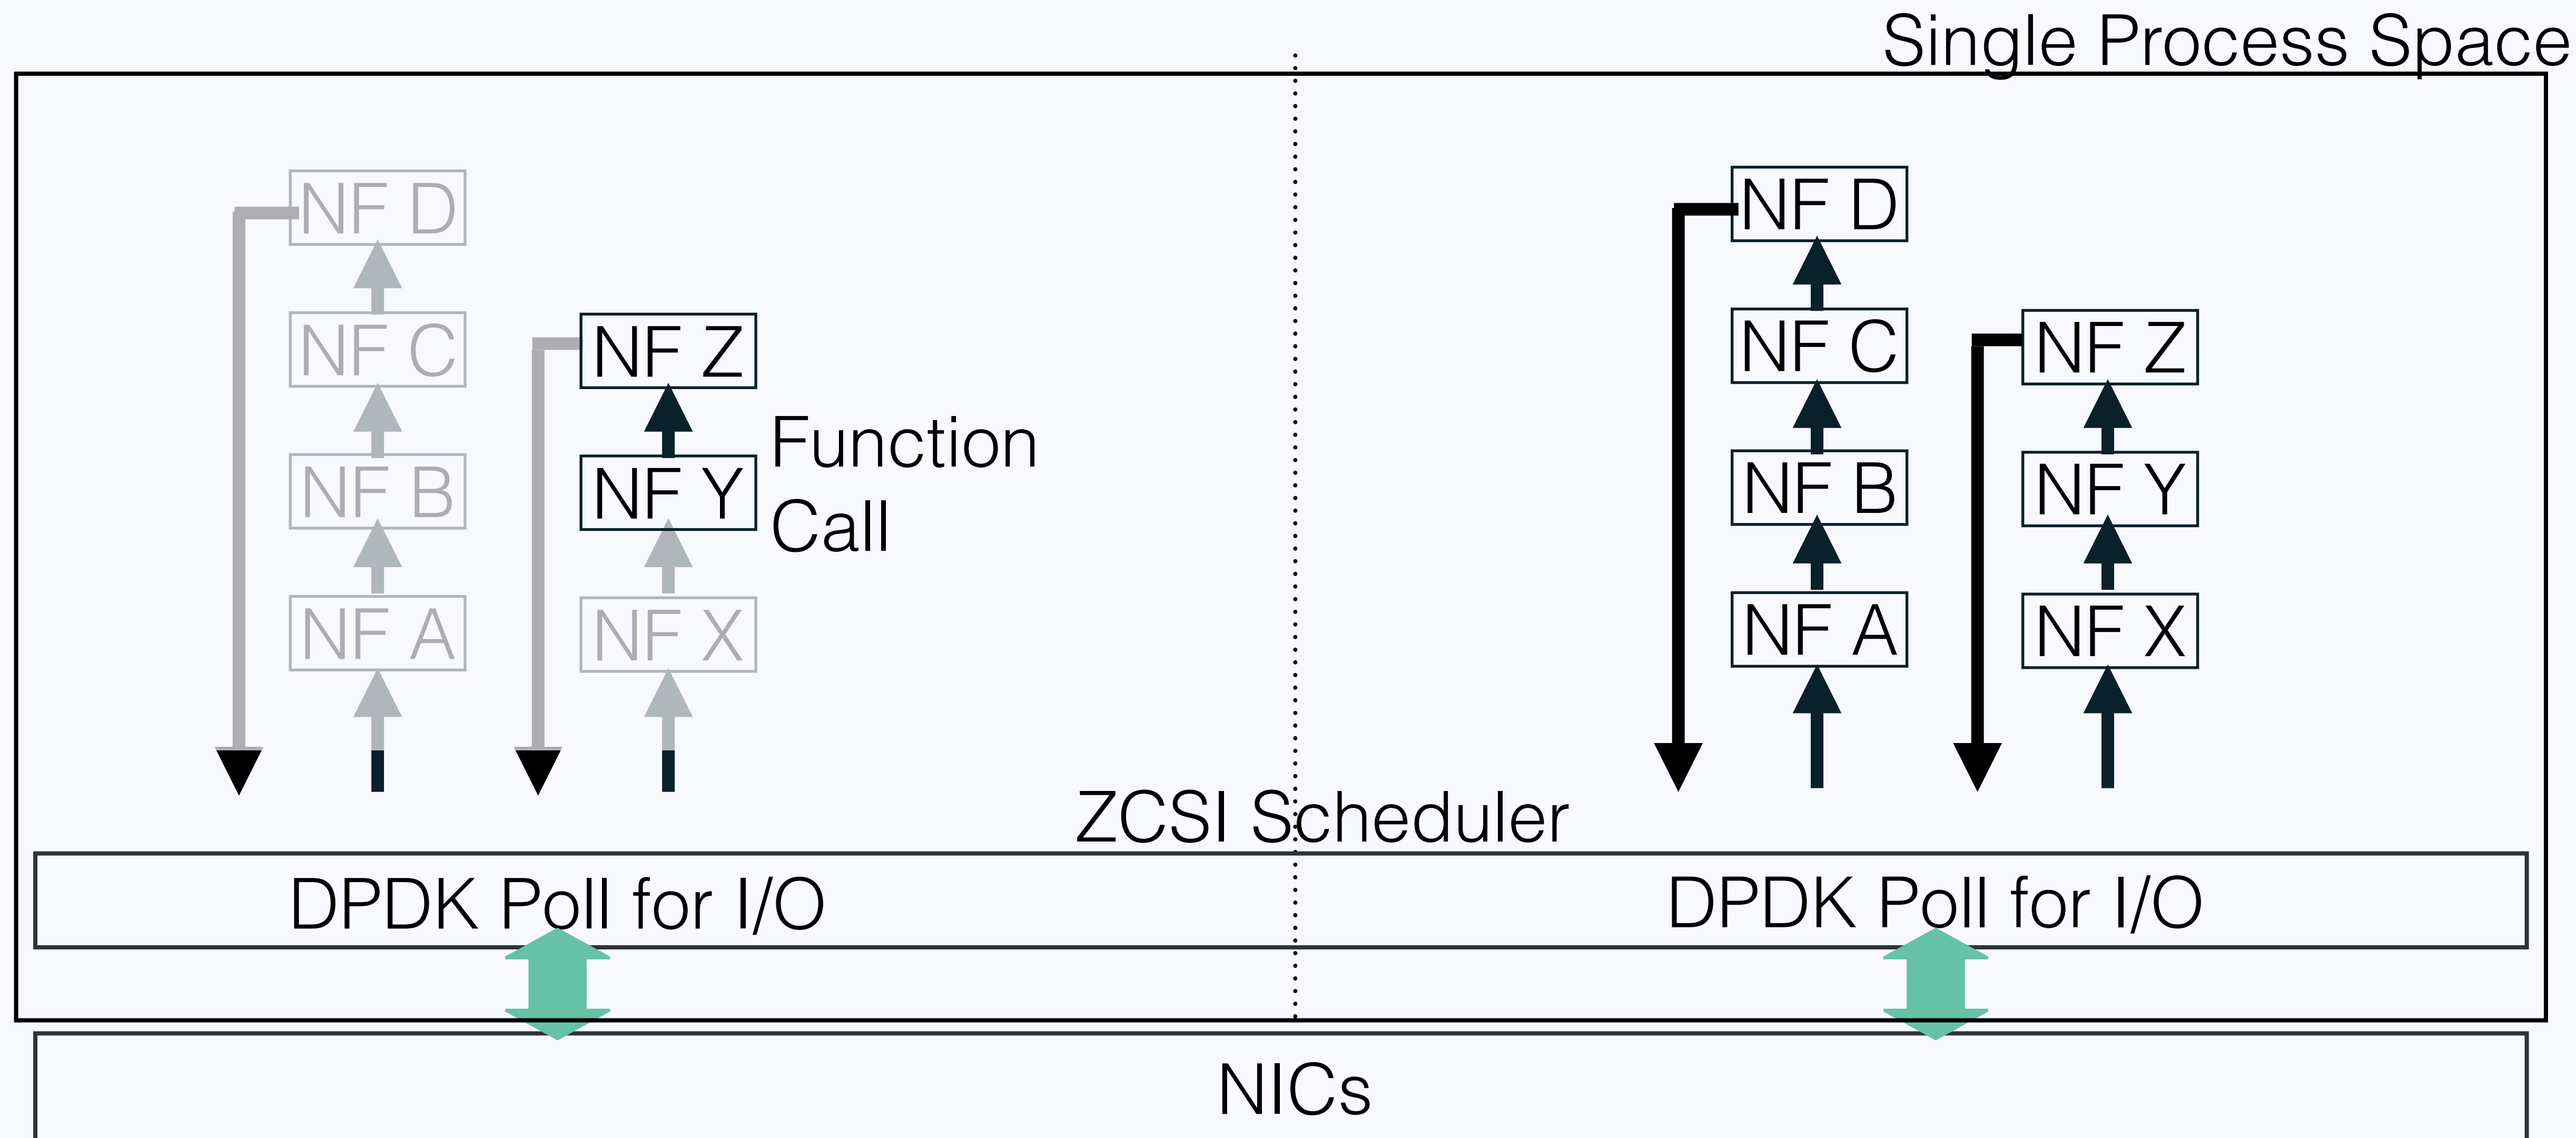 Single Process Space
NF D
NF C
NF B
NF A
NF Z
NF Y
NF X
Function
Call
NF D
NF C
NF B
NF A
NF Z
NF Y
NF X
ZCSI Scheduler
DPDK Poll for I/O
DPDK Poll for I/O
NICs